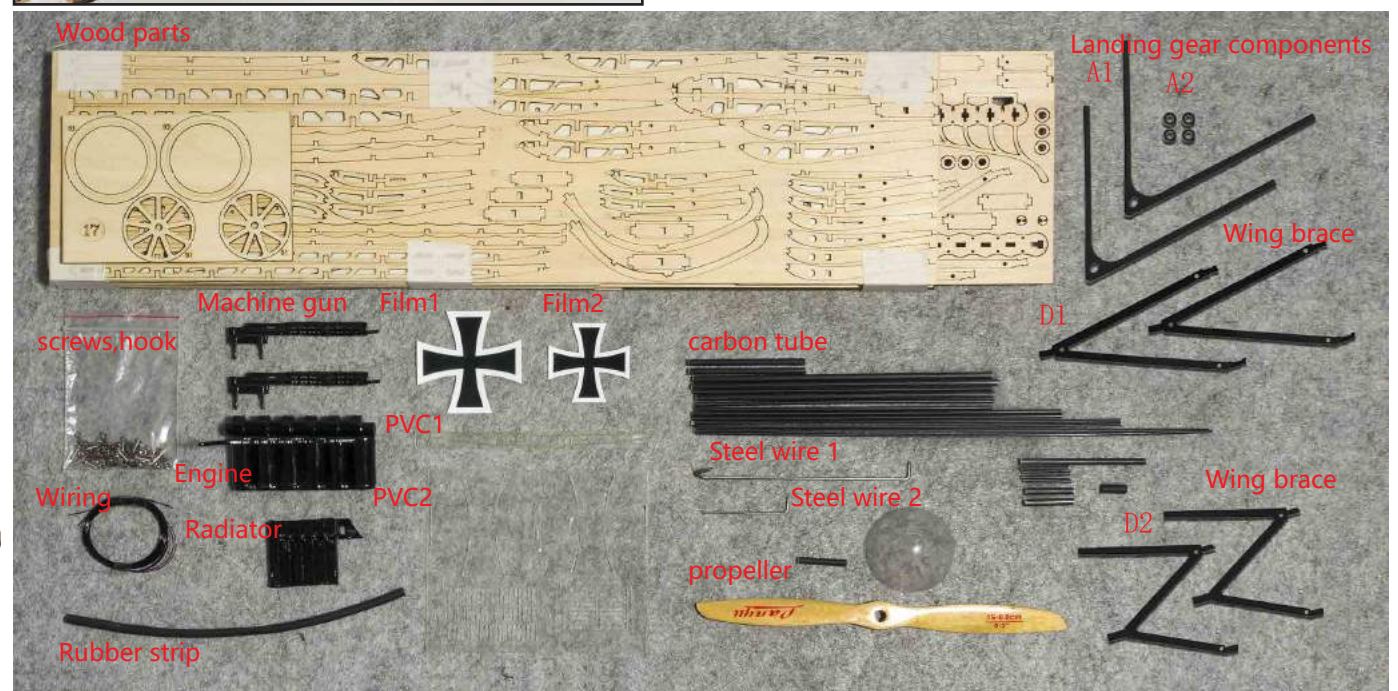 Wood parts
Landing gear components
A1
A2
17
Wing brace
D1
Machine gun
Film1
Film2
screws,hook
carbon tube
PVC1
Steel wire 1
Engine
Wiring
PVC2
Steel wire 2
Wing brace
D2
Radiator
propeller
Panyu
Rubber strip